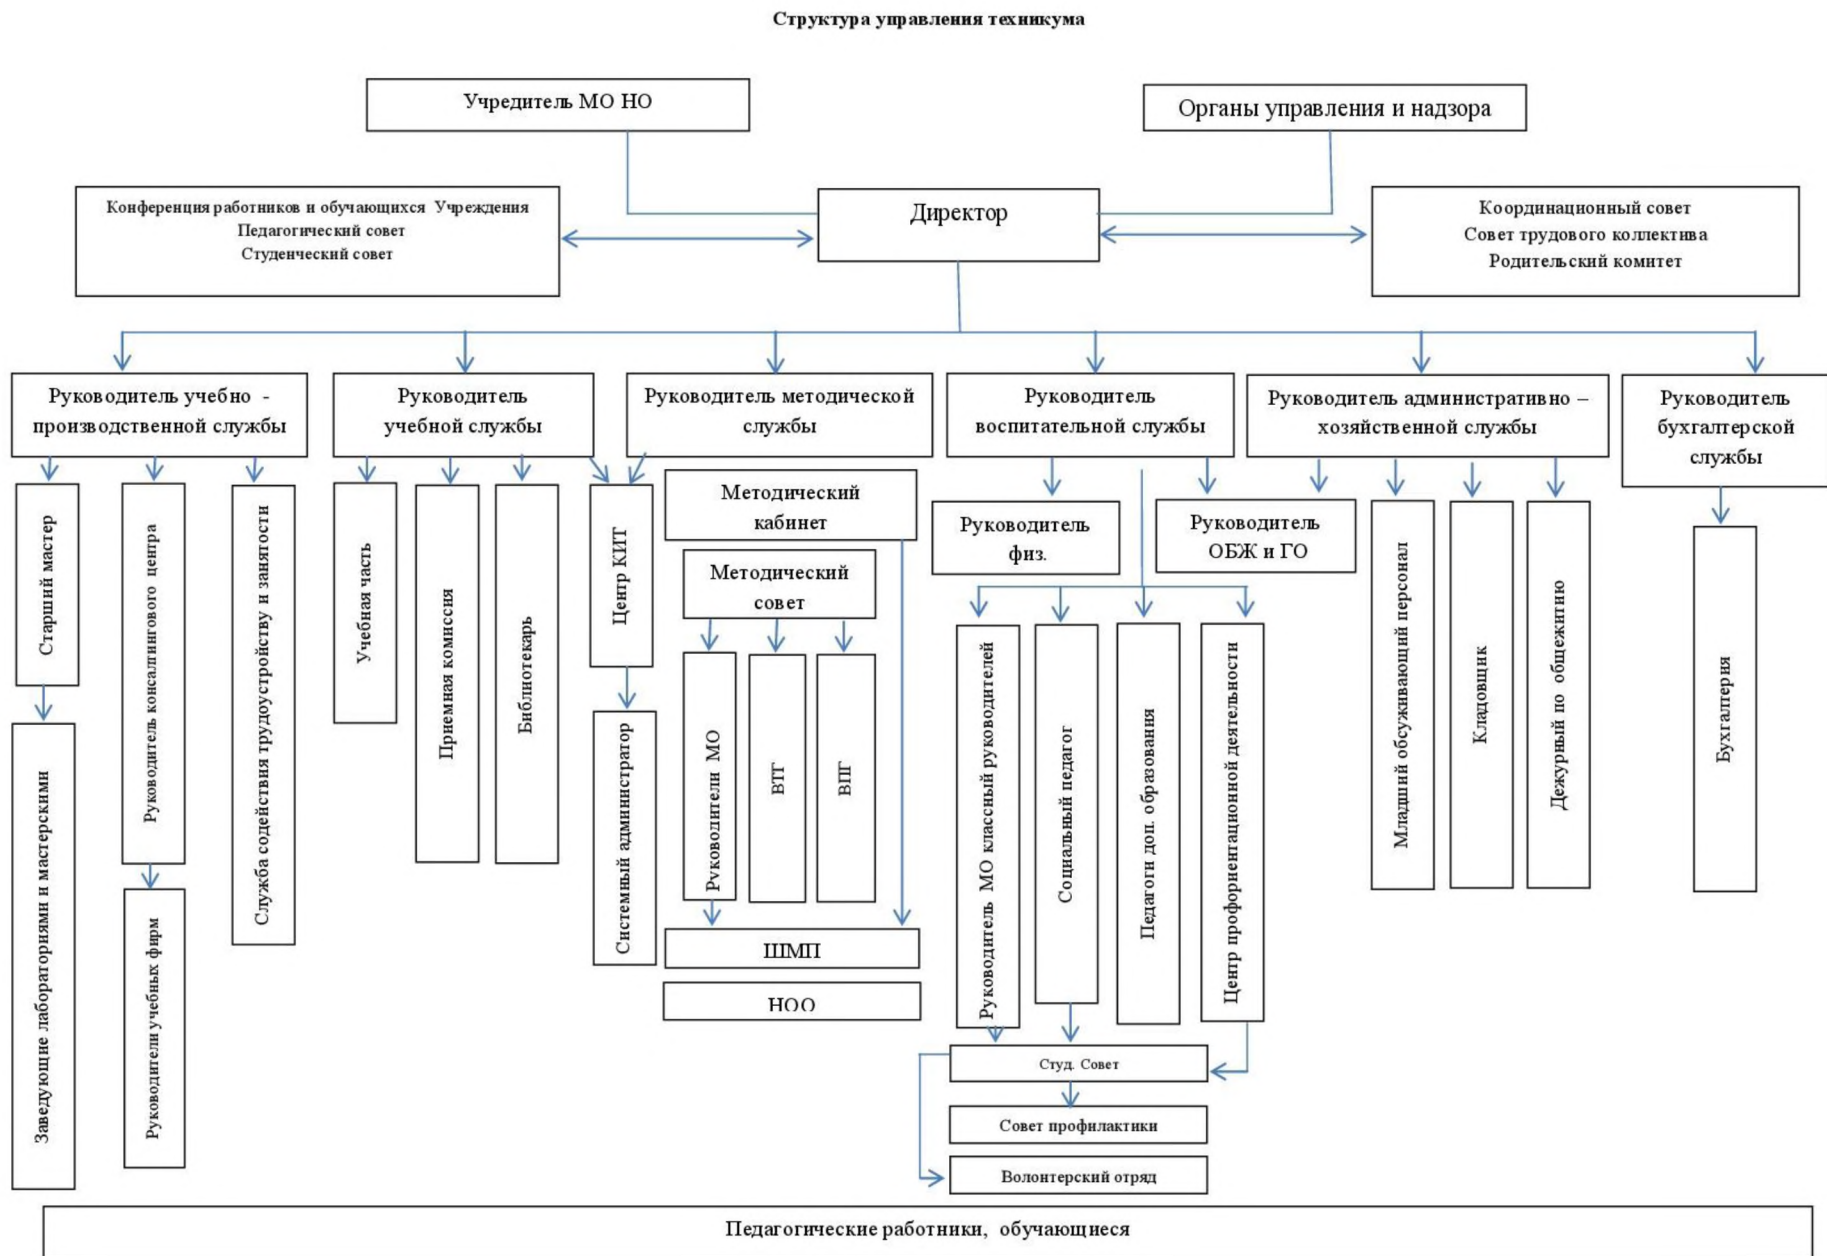 Структура управления техникума
Учредитель МО НО
Органы управления и надзора
Конференция работников и обучающихся Учреждения
Педагогический совет
Студенческий совет
Директор
Координационный совет
Совет трудового коллектива
Родительский комитет
Руководитель учебно -
производственной службы
Руководитель
учебной службы
Руководитель методической
службы
Руководитель
воспитательной службы
Руководитель административно –
хозяйственной службы
Руководитель
бухгалтерской
службы
Старший мастер
Руководитель консалтингового центра
Служба содействия трудоустройству и занятости
Учебная часть
Приемная комиссия
Библиотекарь
Центр КИТ
Методический
кабинет
Методический
совет
Руководитель
физ.
Руководитель
ОБЖ и ГО
Младший обсуживающий персонал
Кладовщик
Дежурный по общежитию
Бухгалтерия
Заведующие лабораториями и мастерскими
Руководители учебных фирм
Системный администратор
Руководители МО
ВТГ
ВПГ
ШМП
НОО
Руководитель МО классный руководителей
Социальный педагог
Педагоги доп. образования
Центр профориентационной деятельности
Студ. Совет
Совет профилактики
Волонтерский отряд
Педагогические работники, обучающиеся